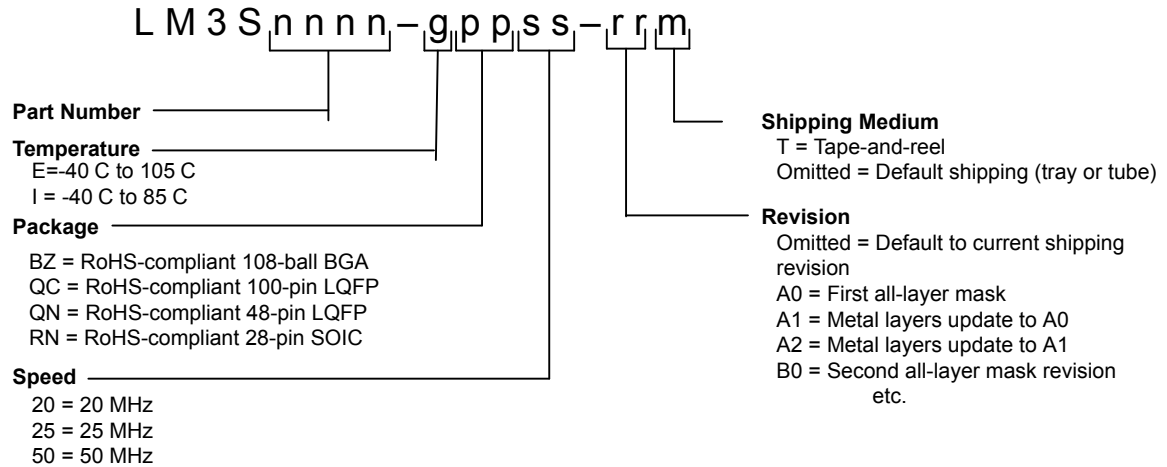 LM3Snnnn–gppss–rrm
Part Number
Temperature
E=-40 C to 105 C
I = -40 C to 85 C
Package
BZ = RoHS-compliant 108-ball BGA
QC = RoHS-compliant 100-pin LQFP
QN = RoHS-compliant 48-pin LQFP
RN = RoHS-compliant 28-pin SOIC
Speed
20 = 20 MHz
25 = 25 MHz
50 = 50 MHz
Shipping Medium
T = Tape-and-reel
Omitted = Default shipping (tray or tube)
Revision
Omitted = Default to current shipping
revision
A0 = First all-layer mask
A1 = Metal layers update to A0
A2 = Metal layers update to A1
B0 = Second all-layer mask revision
etc.